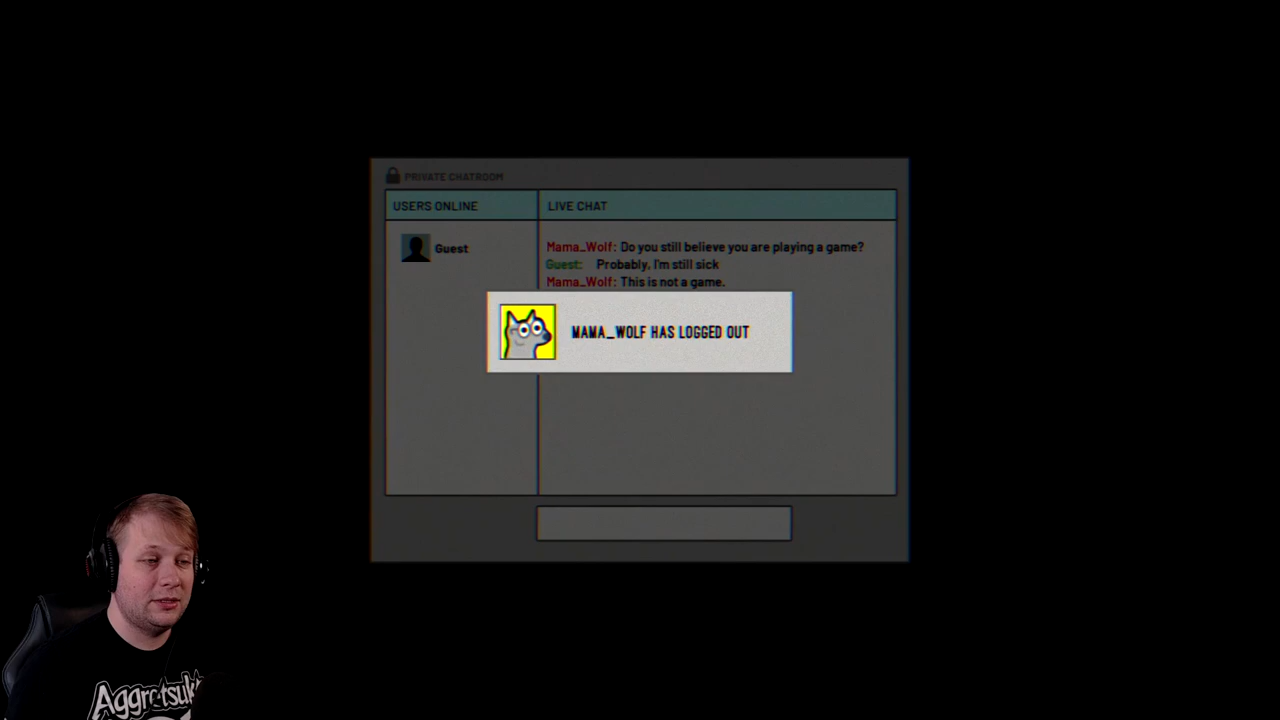 PRIVATE CHATROOM
USERS ONLINE
LIVE CHAT
Guest
Mama_Wolf: Do you still believe you are playing a game?
Guest: Probably, I'm still sick
Mama_Wolf: This is not a game.
MAMA_WOLF HAS LOGGED OUT